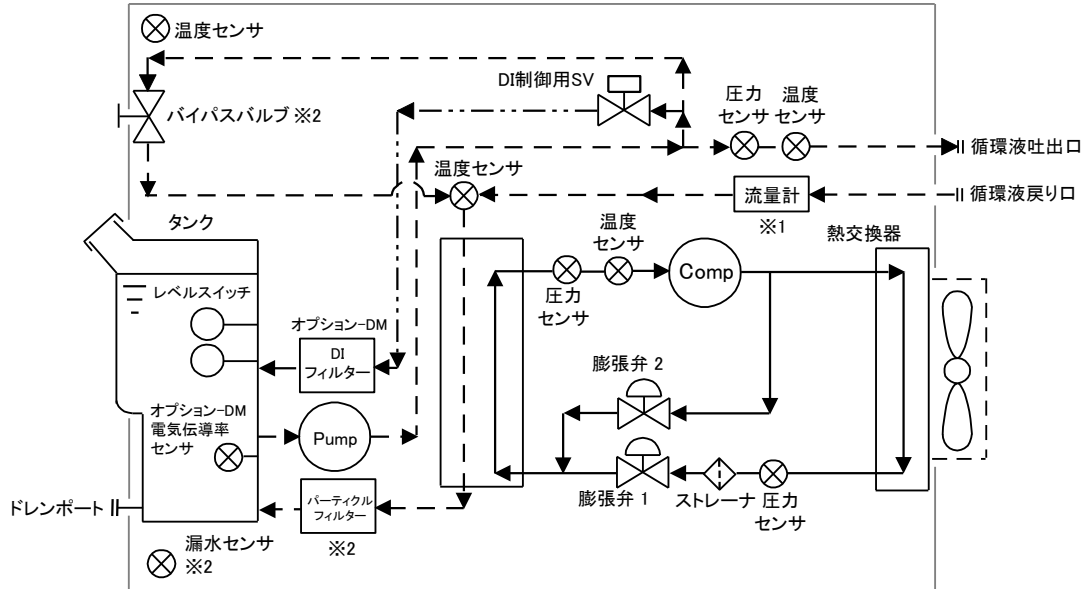 温度センサ
DI制御用SV
圧力
センサ
温度
センサ
バイパスバルブ ※2
循環液吐出口
温度センサ
流量計
循環液戻り口
※1
タンク
温度
センサ
熱交換器
Comp
レベルスイッチ
圧力
センサ
オプション-DM
DI
フィルター
膨張弁 2
オプション-DM
電気伝導率
センサ
Pump
膨張弁 1
ストレーナ
圧力
センサ
ドレンポート
パーティクル
フィルター
※2
漏水センサ
※2